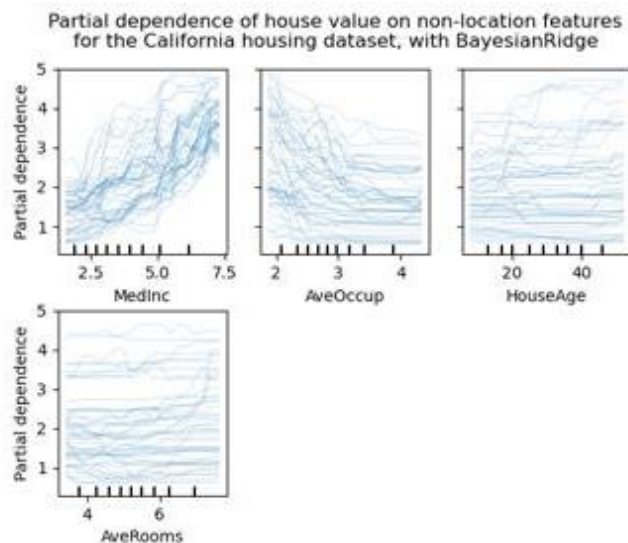 Partial dependence of house value on non-location features
for the California housing dataset, with BayesianRidge
Partial dependence
5
4
3
2
1
2.5 5.0 7.5
MedInc
2 3 4
AveOccup
20 40
HouseAge
Partial dependence
5
4
3
2
1
4 6
AveRooms